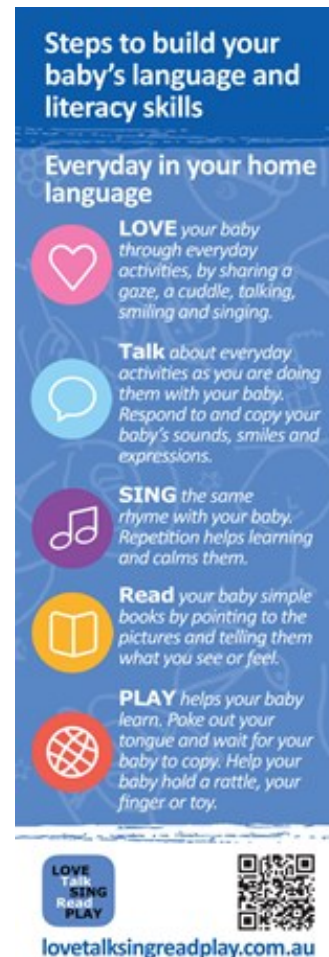 Steps to build your
baby's language and
literacy skills
Everyday in your home
language
LOVE your baby
through everyday
activities, by sharing a
gaze, a cuddle, talking,
smiling and singing.
Talk about everyday
activities as you are doing
them with your baby.
Respond to and copy your
baby's sounds, smiles and
expressions.
SING the same
rhyme with your baby.
Repetition helps learning
and calms them.
Read your baby simple
books by pointing to the
pictures and telling them
what you see or feel.
PLAY helps your baby
learn. Poke out your
tongue and wait for your
baby to copy. Help your
baby hold a rattle, your
finger or toy.
LOVE
Talk
SING
Read
PLAY
lovetalksingreadplay.com.au